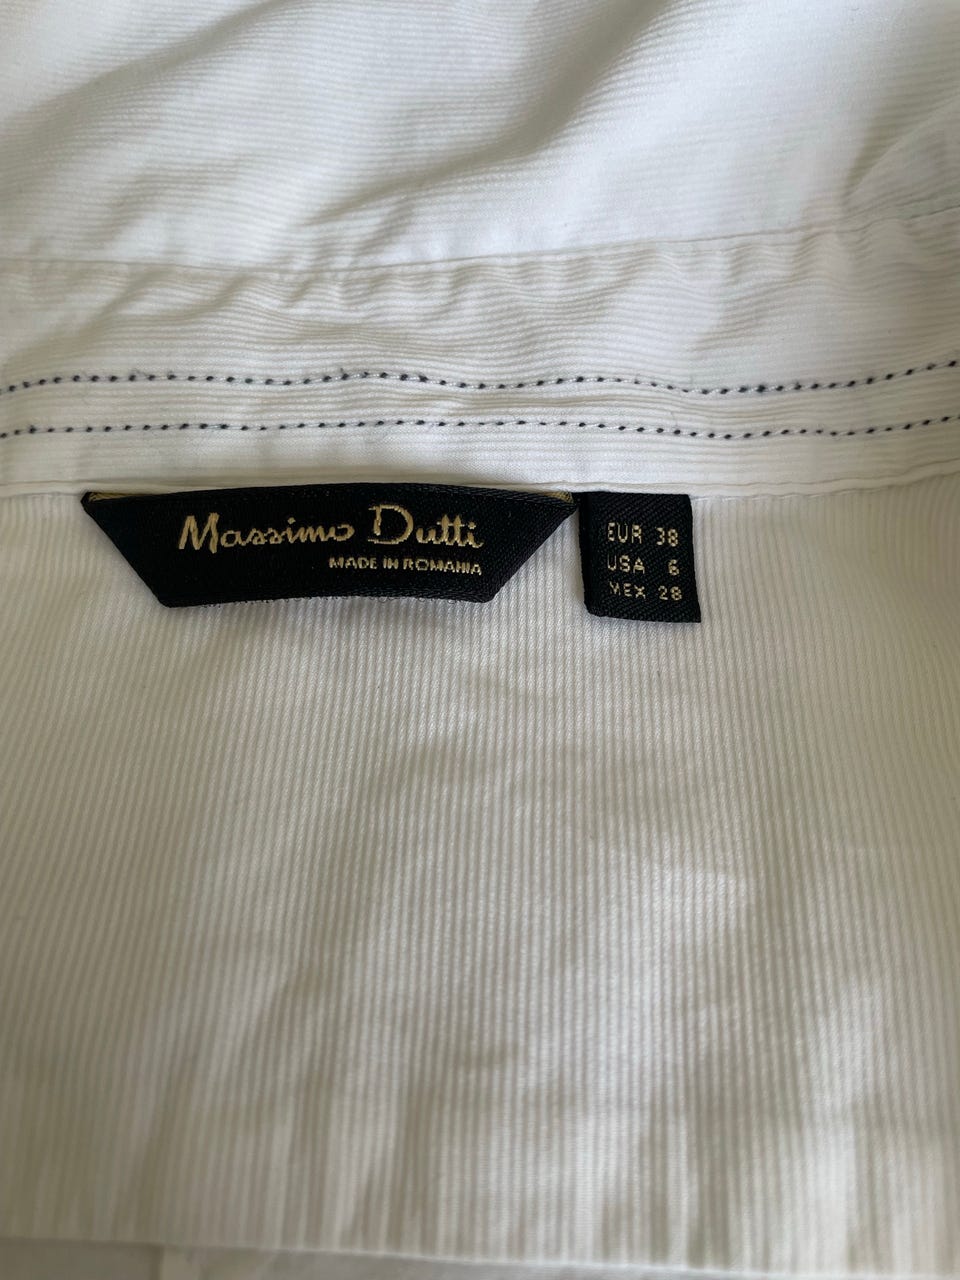 Massimo Dutti
MADE IN ROMANIA
EUR 38
USA 6
MEX 28